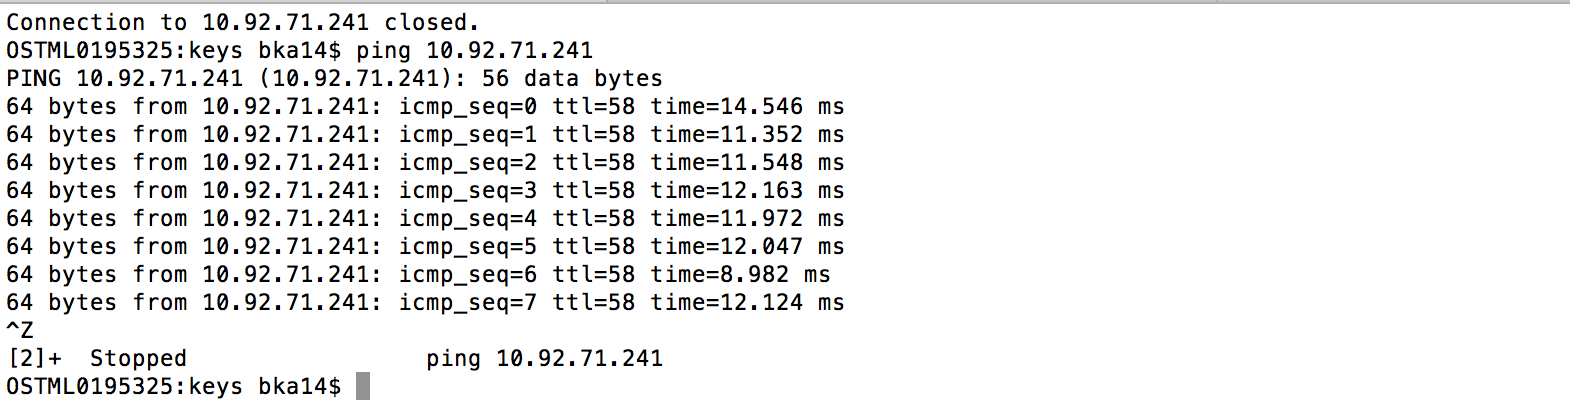 Connection to 10.92.71.241 closed.
OSTML0195325:keys bka14$ ping 10.92.71.241
PING 10.92.71.241 (10.92.71.241): 56 data bytes
64 bytes from 10.92.71.241: icmp_seq=0 ttl=58 time=14.546 ms
64 bytes from 10.92.71.241: icmp_seq=1 ttl=58 time=11.352 ms
64 bytes from 10.92.71.241: icmp_seq=2 ttl=58 time=11.548 ms
64 bytes from 10.92.71.241: icmp_seq=3 ttl=58 time=12.163 ms
64 bytes from 10.92.71.241: icmp_seq=4 ttl=58 time=11.972 ms
64 bytes from 10.92.71.241: icmp_seq=5 ttl=58 time=12.047 ms
64 bytes from 10.92.71.241: icmp_seq=6 ttl=58 time=8.982 ms
64 bytes from 10.92.71.241: icmp_seq=7 ttl=58 time=12.124 ms
^Z
[2]+  Stopped                 ping 10.92.71.241
OSTML0195325:keys bka14$